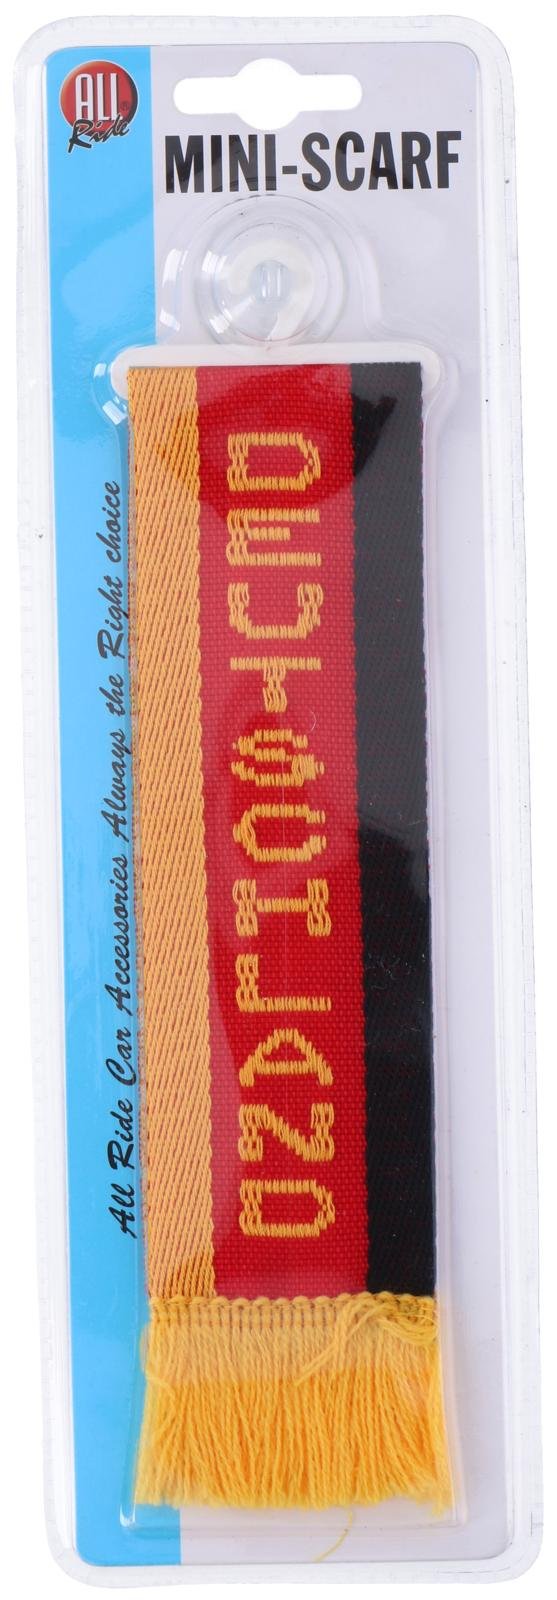 ALL®
Ride
MINI-SCARF
DEUTSCHLAND
All Ride Car Accessories Always the Right choice